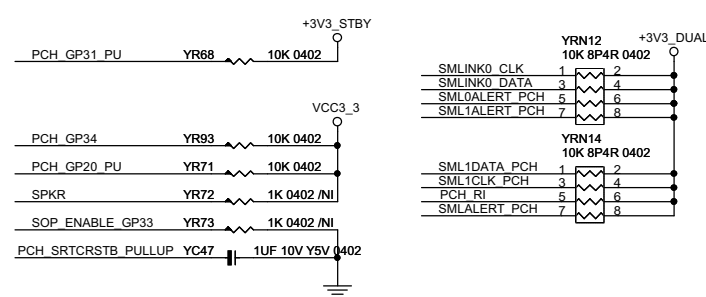 +3V3_STBY
PCH_GP31_PU YR68 10K 0402
VCC3_3
PCH_GP34 YR93 10K 0402
PCH_GP20_PU YR71 10K 0402
SPKR YR72 1K 0402 /NI
SOP_ENABLE_GP33 YR73 1K 0402 /NI
PCH_SRTCRSTB_PULLUP YC47 1UF 10V Y5V 0402
YRN12 +3V3_DUAL
10K 8P4R 0402
SMLINK0_CLK 1 2
SMLINK0_DATA 3 4
SML0ALERT_PCH 5 6
SML1ALERT_PCH 7 8
YRN14
10K 8P4R 0402
SML1DATA_PCH 1 2
SML1CLK_PCH 3 4
PCH_RI 5 6
SMLALERT_PCH 7 8